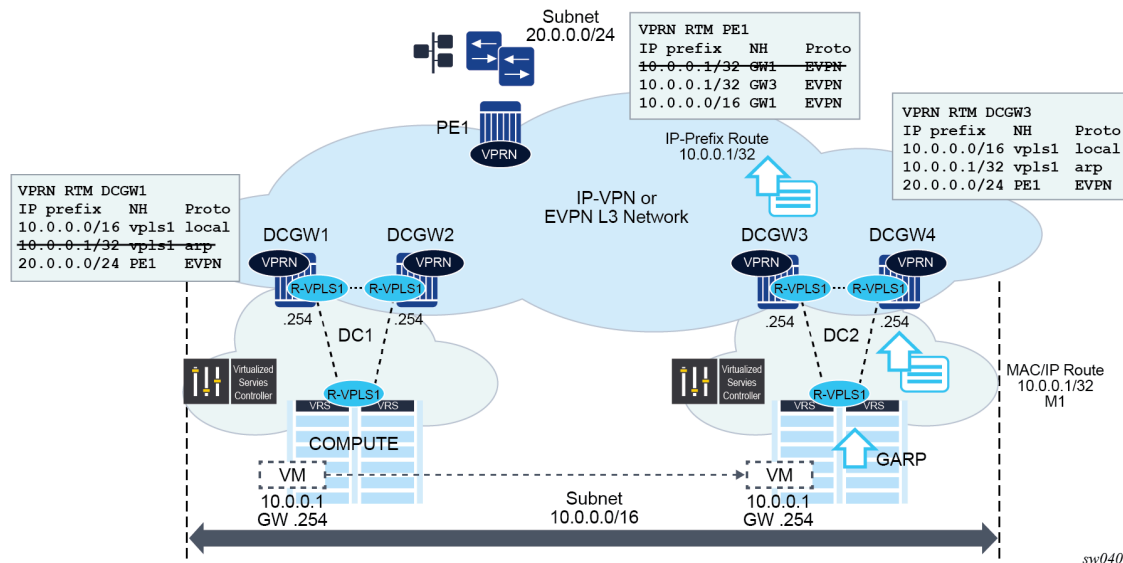 Subnet
20.0.0.0/24
PE1
VPRN
VPRN RTM PE1
IP prefix NH Proto
10.0.0.1/32 GW1 EVPN
10.0.0.1/32 GW3 EVPN
10.0.0.0/16 GW1 EVPN
VPRN RTM DCGW3
IP prefix NH Proto
10.0.0.0/16 vpls1 local
10.0.0.1/32 vpls1 arp
20.0.0.0/24 PE1 EVPN
IP-Prefix Route
10.0.0.1/32
IP-VPN or
EVPN L3 Network
VPRN RTM DCGW1
IP prefix NH Proto
10.0.0.0/16 vpls1 local
10.0.0.1/32 vpls1 arp
20.0.0.0/24 PE1 EVPN
DCGW1
DCGW2
VPRN
VPRN
R-VPLS1
R-VPLS1
.254
.254
DC1
DCGW3
DCGW4
VPRN
VPRN
R-VPLS1
R-VPLS1
.254
.254
DC2
MAC/IP Route
10.0.0.1/32
M1
Virtualized
Servies
Controller
R-VPLS1
VRS
VRS
COMPUTE
VM
10.0.0.1
GW .254
Virtualized
Servies
Controller
R-VPLS1
VRS
VRS
GARP
VM
10.0.0.1
GW .254
Subnet
10.0.0.0/16
sw040